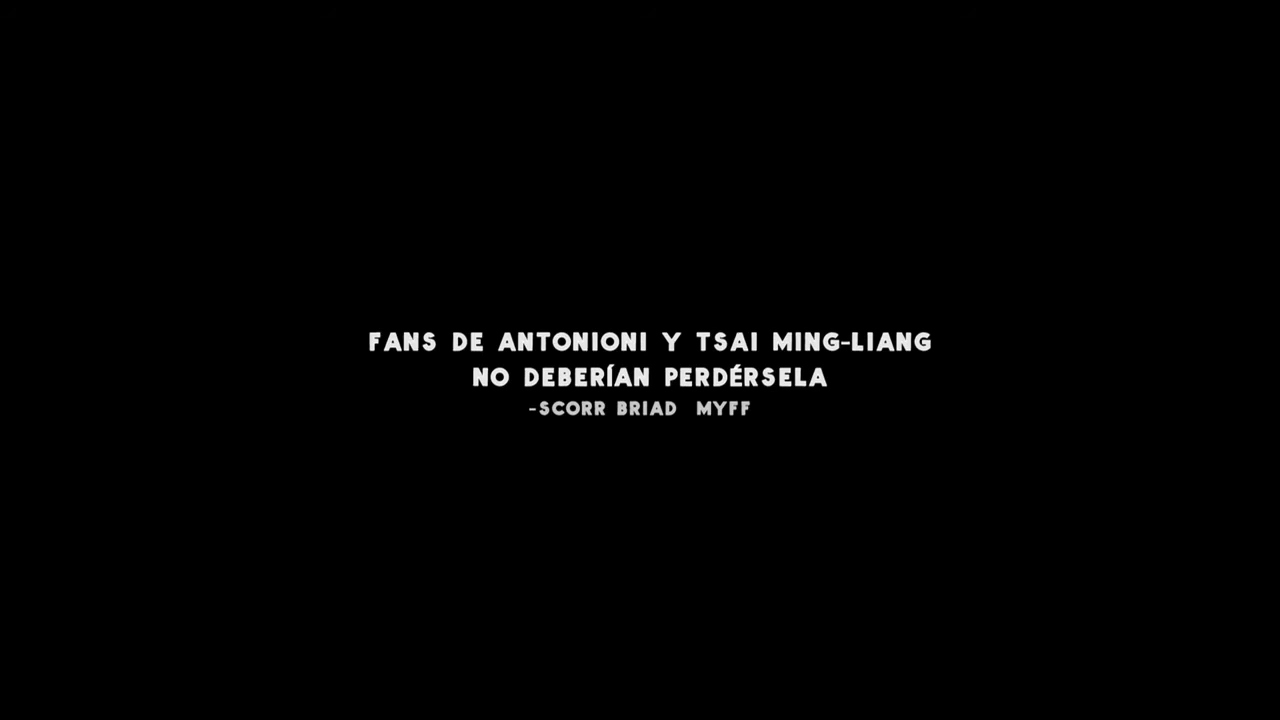 FANS DE ANTONIONI Y TSAI MING-LIANG
NO DEBERÍAN PERDÉRSELA
-SCORR BRIAD MYFF